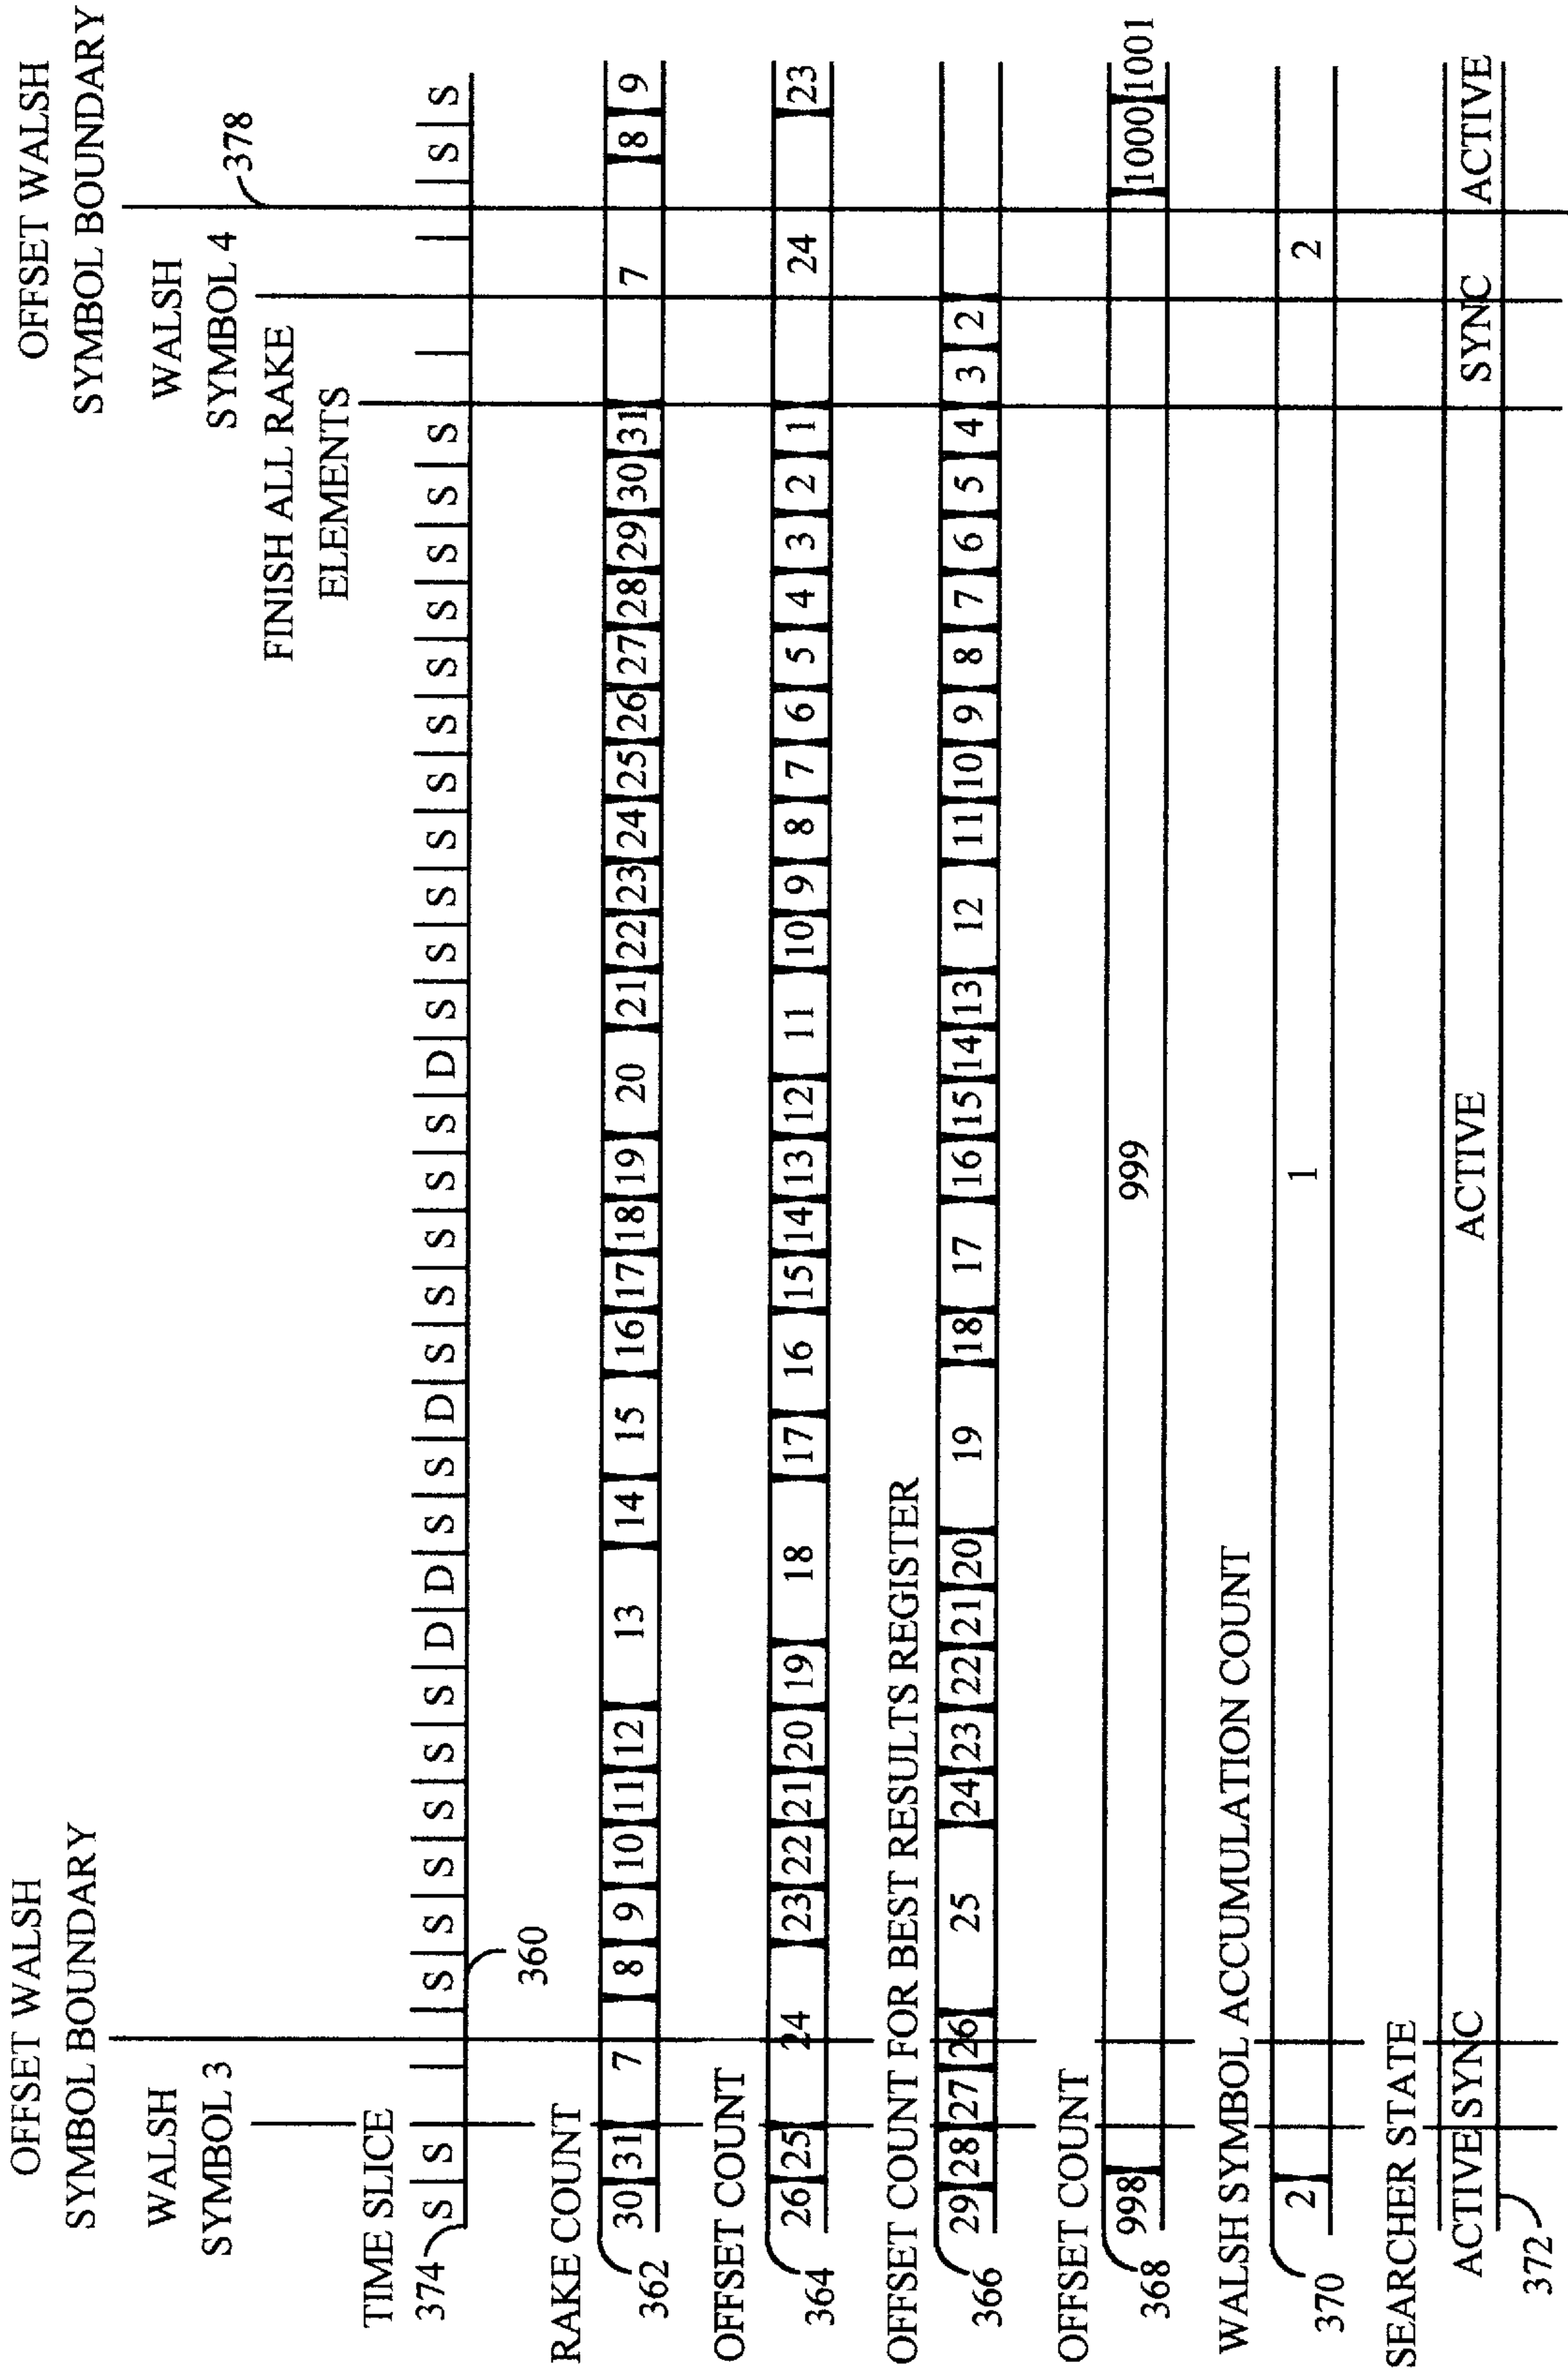 OFFSET WALSH
SYMBOL BOUNDARY
WALSH
SYMBOL 3
OFFSET WALSH
SYMBOL BOUNDARY
WALSH
SYMBOL 4
378
FINISH ALL RAKE
ELEMENTS
TIME SLICE
374
S S S S S S S S D D S S D S S S S S D S S S S S S S S S S S S S
360
RAKE COUNT
30 31 7 8 9 10 11 12 13 14 15 16 17 18 19 20 21 22 23 24 25 26 27 28 29 30 31 7 8 9
362
OFFSET COUNT
26 25 24 23 22 21 20 19 18 17 16 15 14 13 12 11 10 9 8 7 6 5 4 3 2 1 24 23
364
OFFSET COUNT FOR BEST RESULTS REGISTER
29 28 27 26 25 24 23 22 21 20 19 18 17 16 15 14 13 12 11 10 9 8 7 6 5 4 3 2
366
OFFSET COUNT
998 999 1000 1001
368
WALSH SYMBOL ACCUMULATION COUNT
2 1 2
370
SEARCHER STATE
ACTIVE SYNC ACTIVE SYNC ACTIVE
372